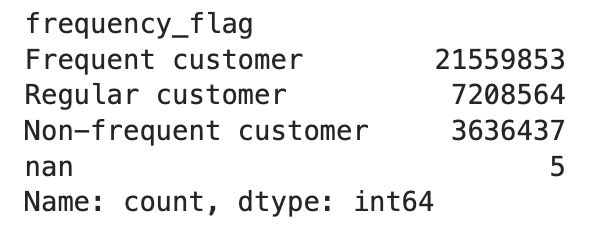 frequency_flag
Frequent customer        21559853
Regular customer          7208564
Non-frequent customer     3636437
nan                             5
Name: count, dtype: int64